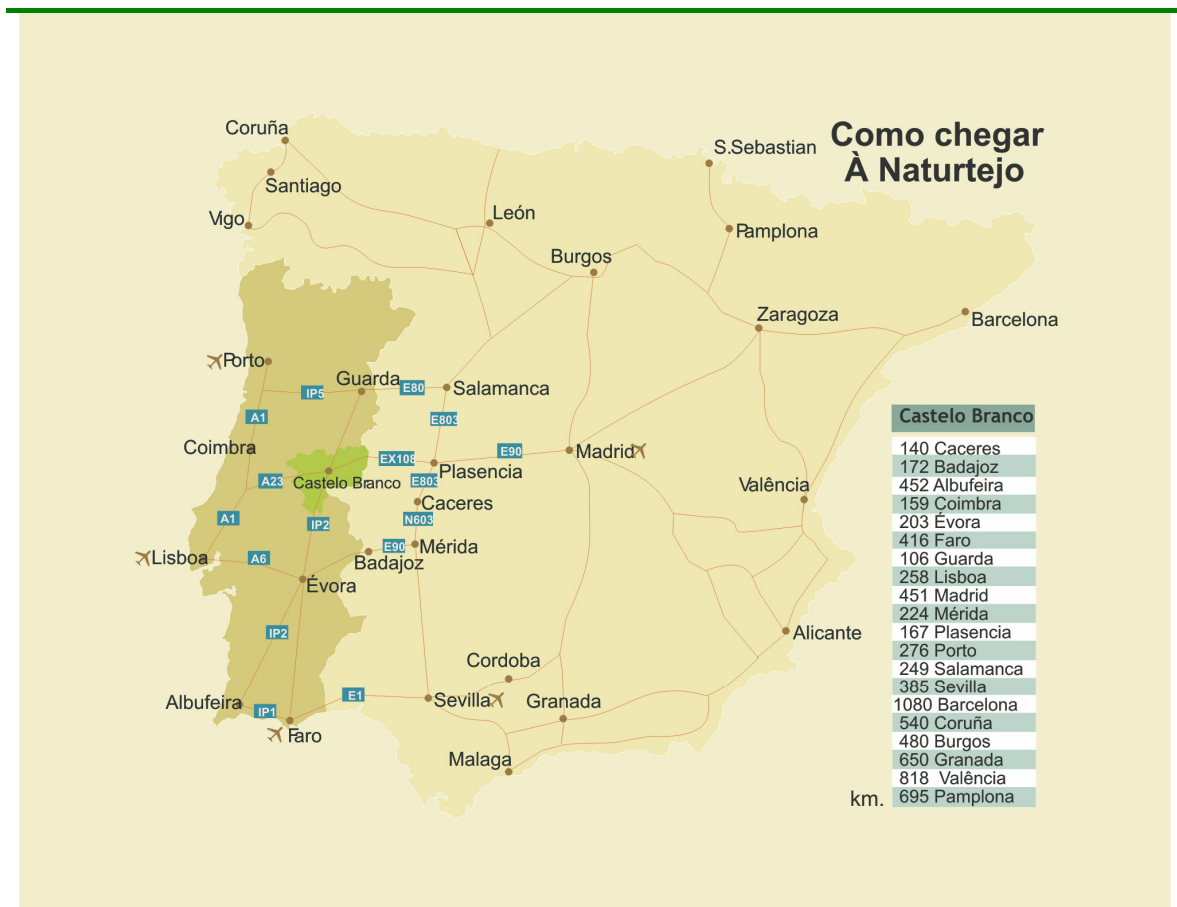 Como chegar
À Naturtejo
Coruña
S.Sebastian
Santiago
Vigo
León
Pamplona
Burgos
Zaragoza
Barcelona
Porto
Guarda
E80
Salamanca
IP5
A1
E803
Coimbra
EX108
E90
Madrid
Plasencia
A23
Castelo Branco
E803
Valência
Caceres
A1
IP2
N603
Lisboa
A6
E90
Mérida
Badajoz
Évora
IP2
Alicante
Cordoba
Albufeira
IP1
E1
Sevilla
Granada
Faro
Malaga
Castelo Branco
140 Caceres
172 Badajoz
452 Albufeira
159 Coimbra
203 Évora
416 Faro
106 Guarda
258 Lisboa
451 Madrid
224 Mérida
167 Plasencia
276 Porto
249 Salamanca
385 Sevilla
1080 Barcelona
540 Coruña
480 Burgos
650 Granada
818 Valência
km. 695 Pamplona